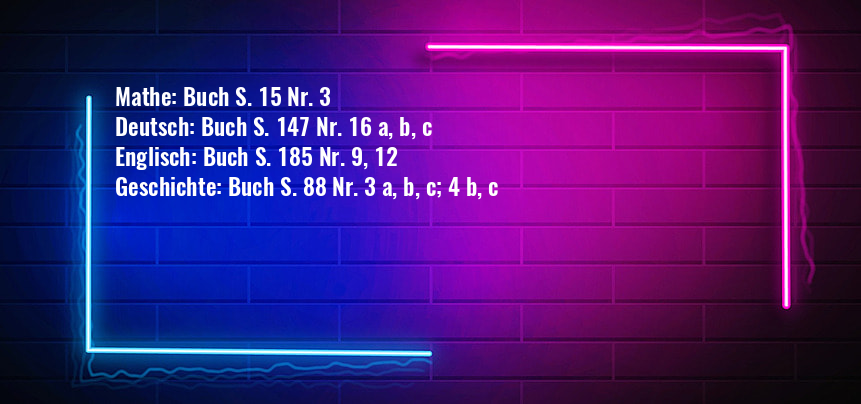 Mathe: Buch S. 15 Nr. 3
Deutsch: Buch S. 147 Nr. 16 a, b, c
Englisch: Buch S. 185 Nr. 9, 12
Geschichte: Buch S. 88 Nr. 3 a, b, c; 4 b, c